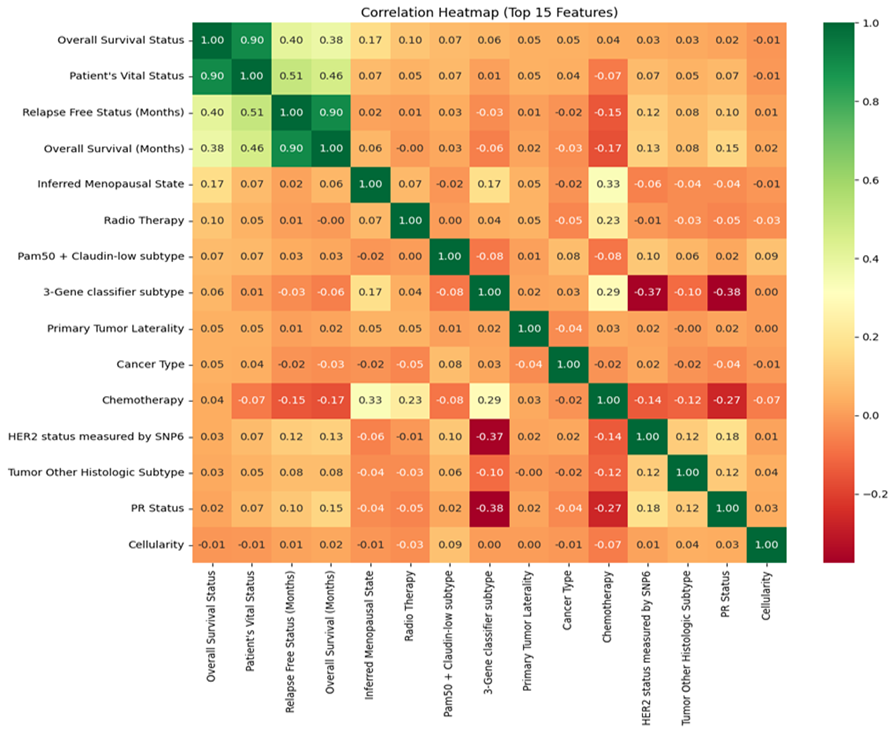 Correlation Heatmap (Top 15 Features)
Overall Survival Status 1.00 0.90 0.40 0.38 0.17 0.10 0.07 0.06 0.05 0.05 0.04 0.03 0.03 0.02 -0.01
Patient's Vital Status 0.90 1.00 0.51 0.46 0.07 0.05 0.07 0.01 0.05 0.04 -0.07 0.07 0.05 0.07 -0.01
Relapse Free Status (Months) 0.40 0.51 1.00 0.90 0.02 0.01 0.03 -0.03 0.01 -0.02 -0.15 0.12 0.08 0.10 0.01
Overall Survival (Months) 0.38 0.46 0.90 1.00 0.06 -0.00 0.03 -0.06 0.02 -0.03 -0.17 0.13 0.08 0.15 0.02
Inferred Menopausal State 0.17 0.07 0.02 0.06 1.00 0.07 -0.02 0.17 0.05 -0.02 0.33 -0.06 -0.04 -0.04 -0.01
Radio Therapy 0.10 0.05 0.01 -0.00 0.07 1.00 0.00 0.04 0.05 -0.05 0.23 -0.01 -0.03 -0.05 -0.03
Pam50 + Claudin-low subtype 0.07 0.07 0.03 0.03 -0.02 0.00 1.00 -0.08 0.01 0.08 -0.08 0.10 0.06 0.02 0.09
3-Gene classifier subtype 0.06 0.01 -0.03 -0.06 0.17 0.04 -0.08 1.00 0.02 0.03 0.29 -0.37 -0.10 -0.38 0.00
Primary Tumor Laterality 0.05 0.05 0.01 0.02 0.05 0.05 0.01 0.02 1.00 -0.04 0.03 0.02 -0.00 0.02 0.00
Cancer Type 0.05 0.04 -0.02 -0.03 -0.02 -0.05 0.08 0.03 -0.04 1.00 -0.02 0.02 -0.02 -0.04 -0.01
Chemotherapy 0.04 -0.07 -0.15 -0.17 0.33 0.23 -0.08 0.29 0.03 -0.02 1.00 -0.14 -0.12 -0.27 -0.07
HER2 status measured by SNP6 0.03 0.07 0.12 0.13 -0.06 -0.01 0.10 -0.37 0.02 0.02 -0.14 1.00 0.12 0.18 0.01
Tumor Other Histologic Subtype 0.03 0.05 0.08 0.08 -0.04 -0.03 0.06 -0.10 -0.00 -0.02 -0.12 0.12 1.00 0.12 0.04
PR Status 0.02 0.07 0.10 0.15 -0.04 -0.05 0.02 -0.38 0.02 -0.04 -0.27 0.18 0.12 1.00 0.03
Cellularity -0.01 -0.01 0.01 0.02 -0.01 -0.03 0.09 0.00 0.00 -0.01 -0.07 0.01 0.04 0.03 1.00
Overall Survival Status
Patient's Vital Status
Relapse Free Status (Months)
Overall Survival (Months)
Inferred Menopausal State
Radio Therapy
Pam50 + Claudin-low subtype
3-Gene classifier subtype
Primary Tumor Laterality
Cancer Type
Chemotherapy
HER2 status measured by SNP6
Tumor Other Histologic Subtype
PR Status
Cellularity
1.0
0.8
0.6
0.4
0.2
0.0
−0.2